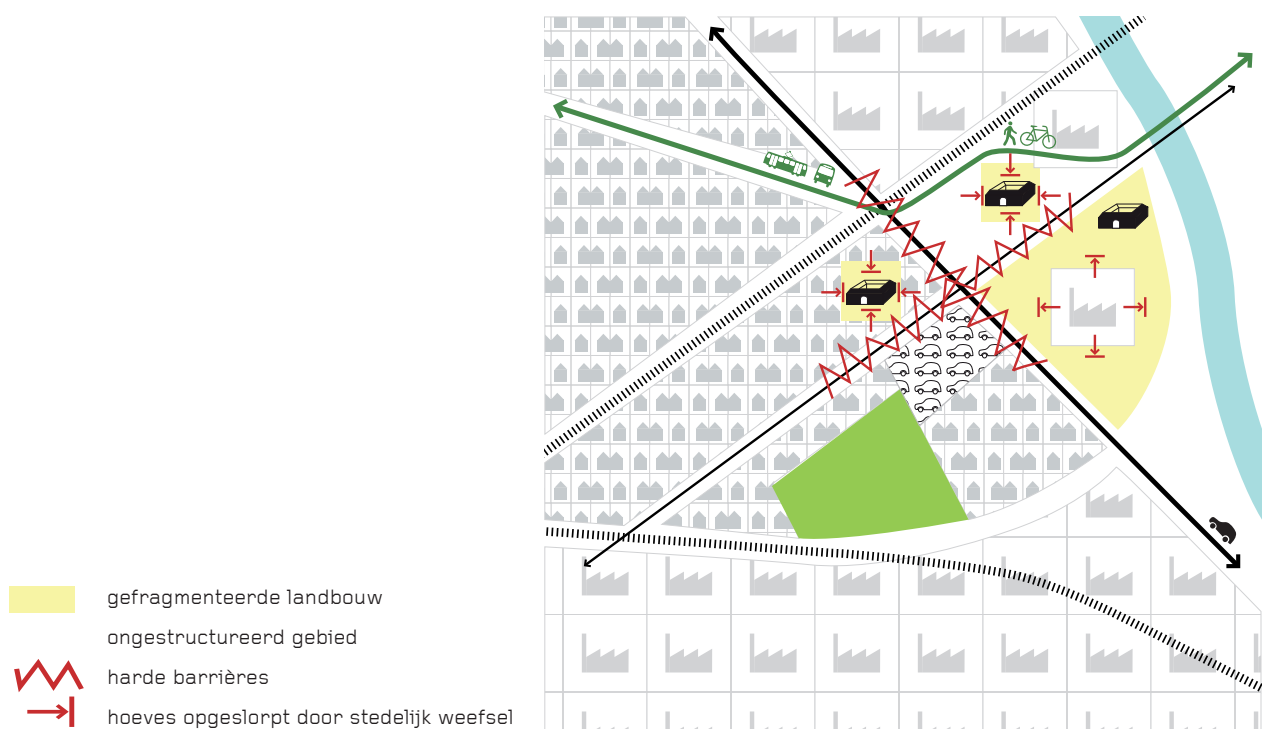 gefragmenteerde landbouw
ongestructureerd gebied
harde barrières
hoeves opgeslorpt door stedelijk weefsel